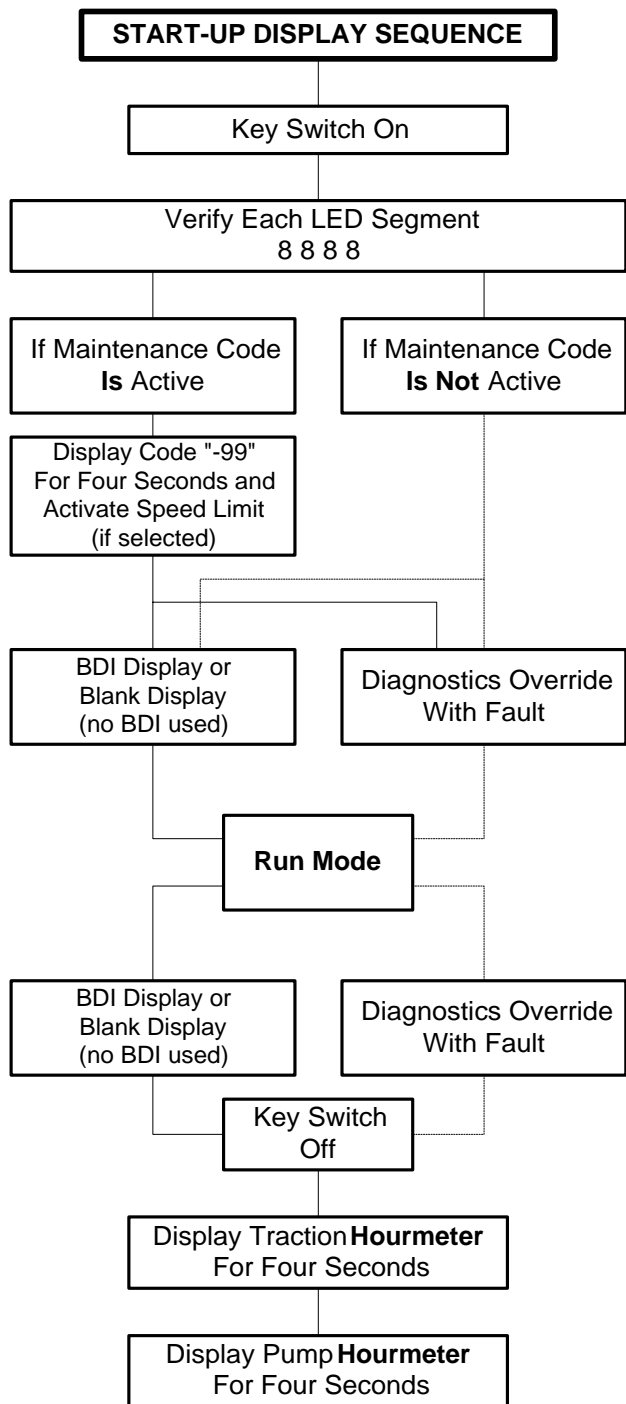 START-UP DISPLAY SEQUENCE
Key Switch On
Verify Each LED Segment
8 8 8 8
If Maintenance Code
Is Active
If Maintenance Code
Is Not Active
Display Code "-99"
For Four Seconds and
Activate Speed Limit
(if selected)
BDI Display or
Blank Display
(no BDI used)
Diagnostics Override
With Fault
Run Mode
BDI Display or
Blank Display
(no BDI used)
Diagnostics Override
With Fault
Key Switch
Off
Display Traction Hourmeter
For Four Seconds
Display Pump Hourmeter
For Four Seconds